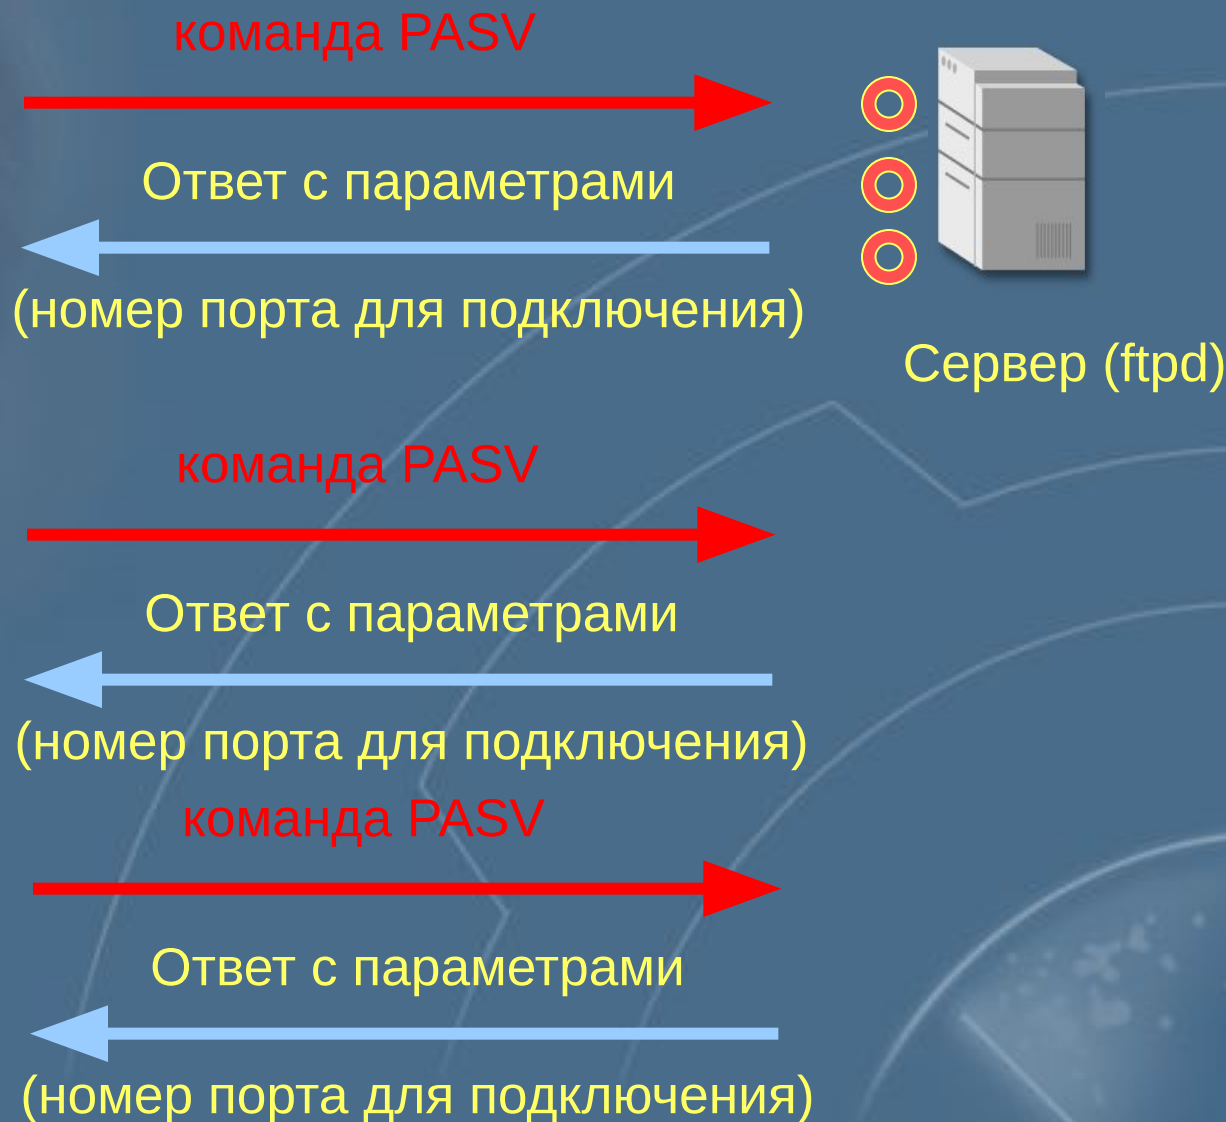 команда PASV
Ответ с параметрами
(номер порта для подключения)
Сервер (ftpd)
команда PASV
Ответ с параметрами
(номер порта для подключения)
команда PASV
Ответ с параметрами
(номер порта для подключения)